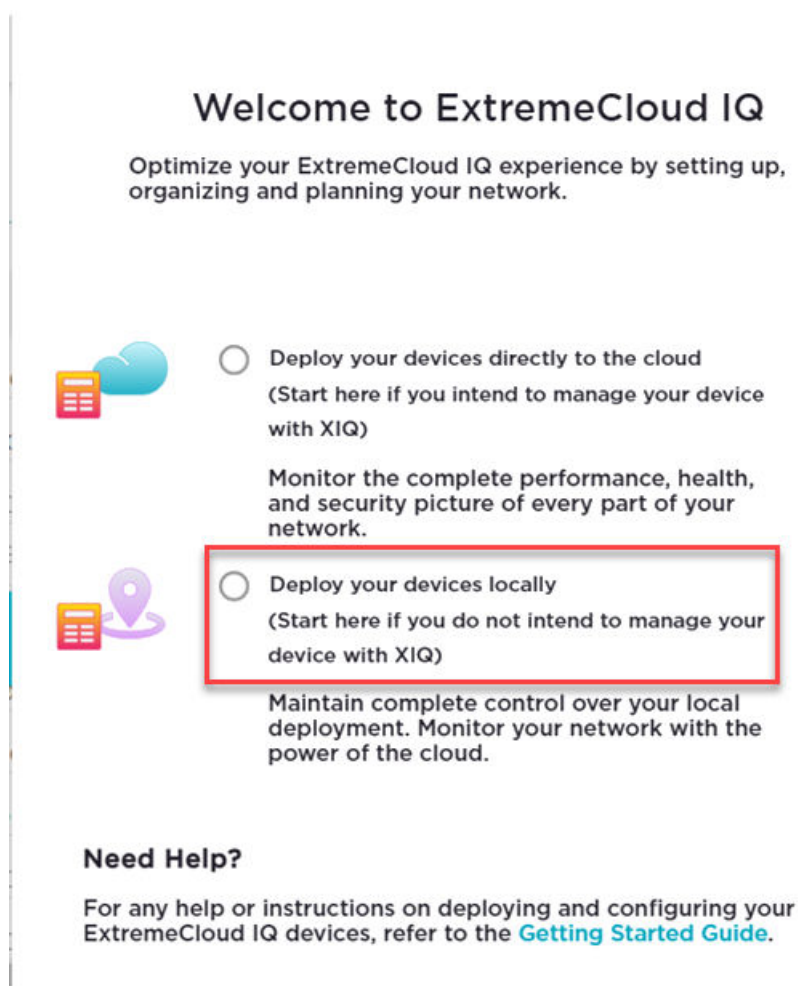 Welcome to ExtremeCloud IQ
Optimize your ExtremeCloud IQ experience by setting up,
organizing and planning your network.
Deploy your devices directly to the cloud
(Start here if you intend to manage your device
with XIQ)
Monitor the complete performance, health,
and security picture of every part of your
network.
Deploy your devices locally
(Start here if you do not intend to manage your
device with XIQ)
Maintain complete control over your local
deployment. Monitor your network with the
power of the cloud.
Need Help?
For any help or instructions on deploying and configuring your
ExtremeCloud IQ devices, refer to the Getting Started Guide.